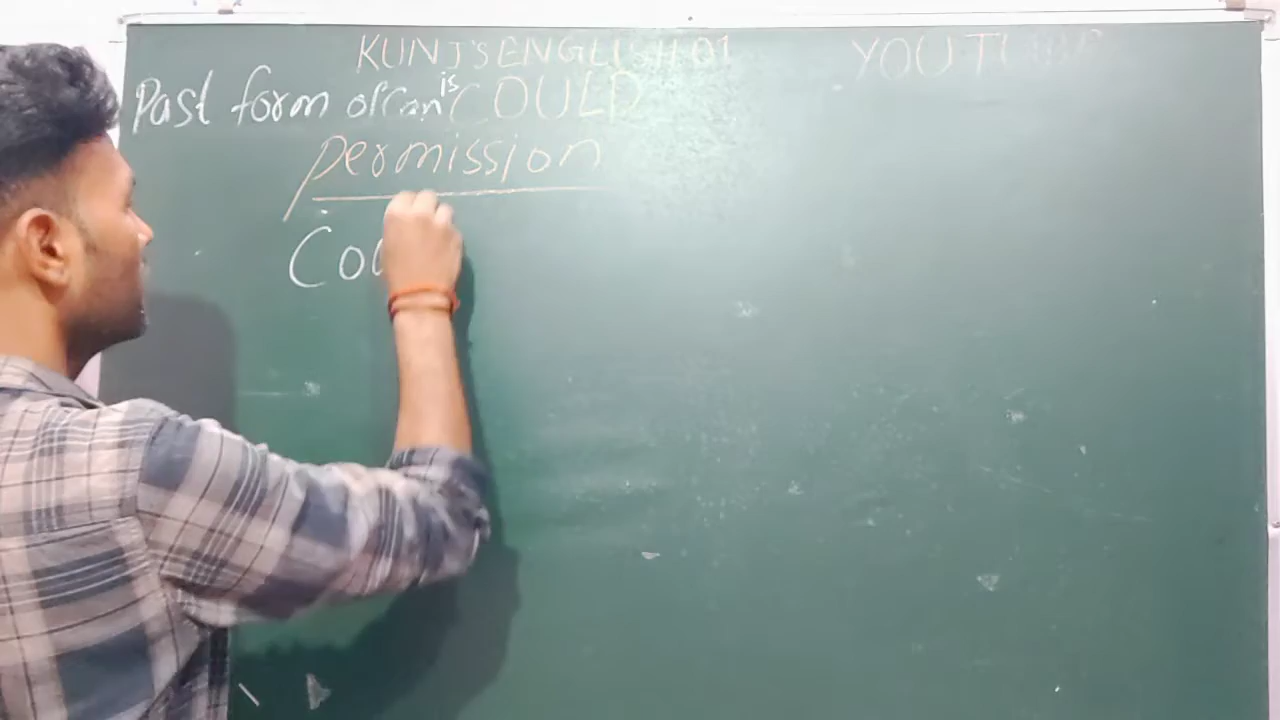 KUNJ'S ENGLISH 01 YOUTUBE
Past form of Can is COULD
permission
Cou